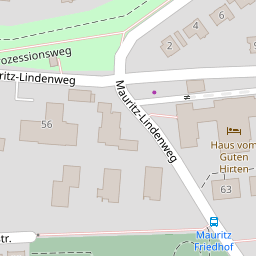 Prozessionsweg
2
4
6
ritz-Lindenweg
Mauritz-Lindenweg
56
Haus vom
Guten
Hirten
63
Mauritz
Friedhof
tr.